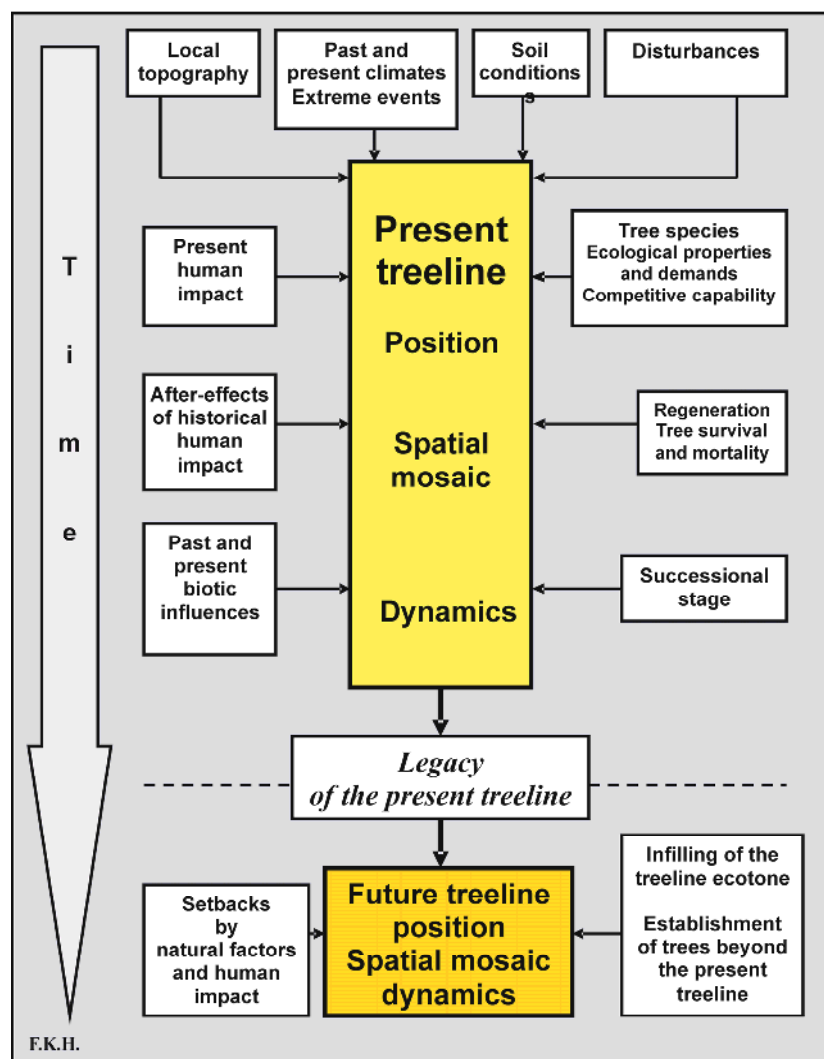 Local
topography
Past and
present climates
Extreme events
Soil
condition
s
Disturbances
T
i
m
e
Present
treeline
Position
Spatial
mosaic
Dynamics
Present
human
impact
After-effects
of historical
human
impact
Past and
present
biotic
influences
Tree species
Ecological properties
and demands
Competitive capability
Regeneration
Tree survival
and mortality
Successional
stage
Legacy
of the present treeline
Setbacks
by
natural factors
and human
impact
Future treeline
position
Spatial mosaic
dynamics
Infilling of the
treeline ecotone
Establishment
of trees beyond
the present
treeline
F.K.H.